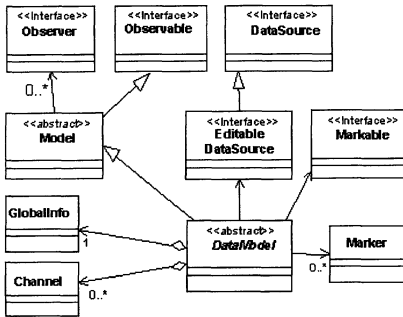 <<Interface>>
Observer
<<Interface>>
Observable
<<Interface>>
DataSource
0..*
<<abstract>>
Model
<<Interface>>
Editable
DataSource
<<Interface>>
Markable
GlobalInfo
1
<<abstract>>
DataModel
Marker
0..*
Channel
0..*